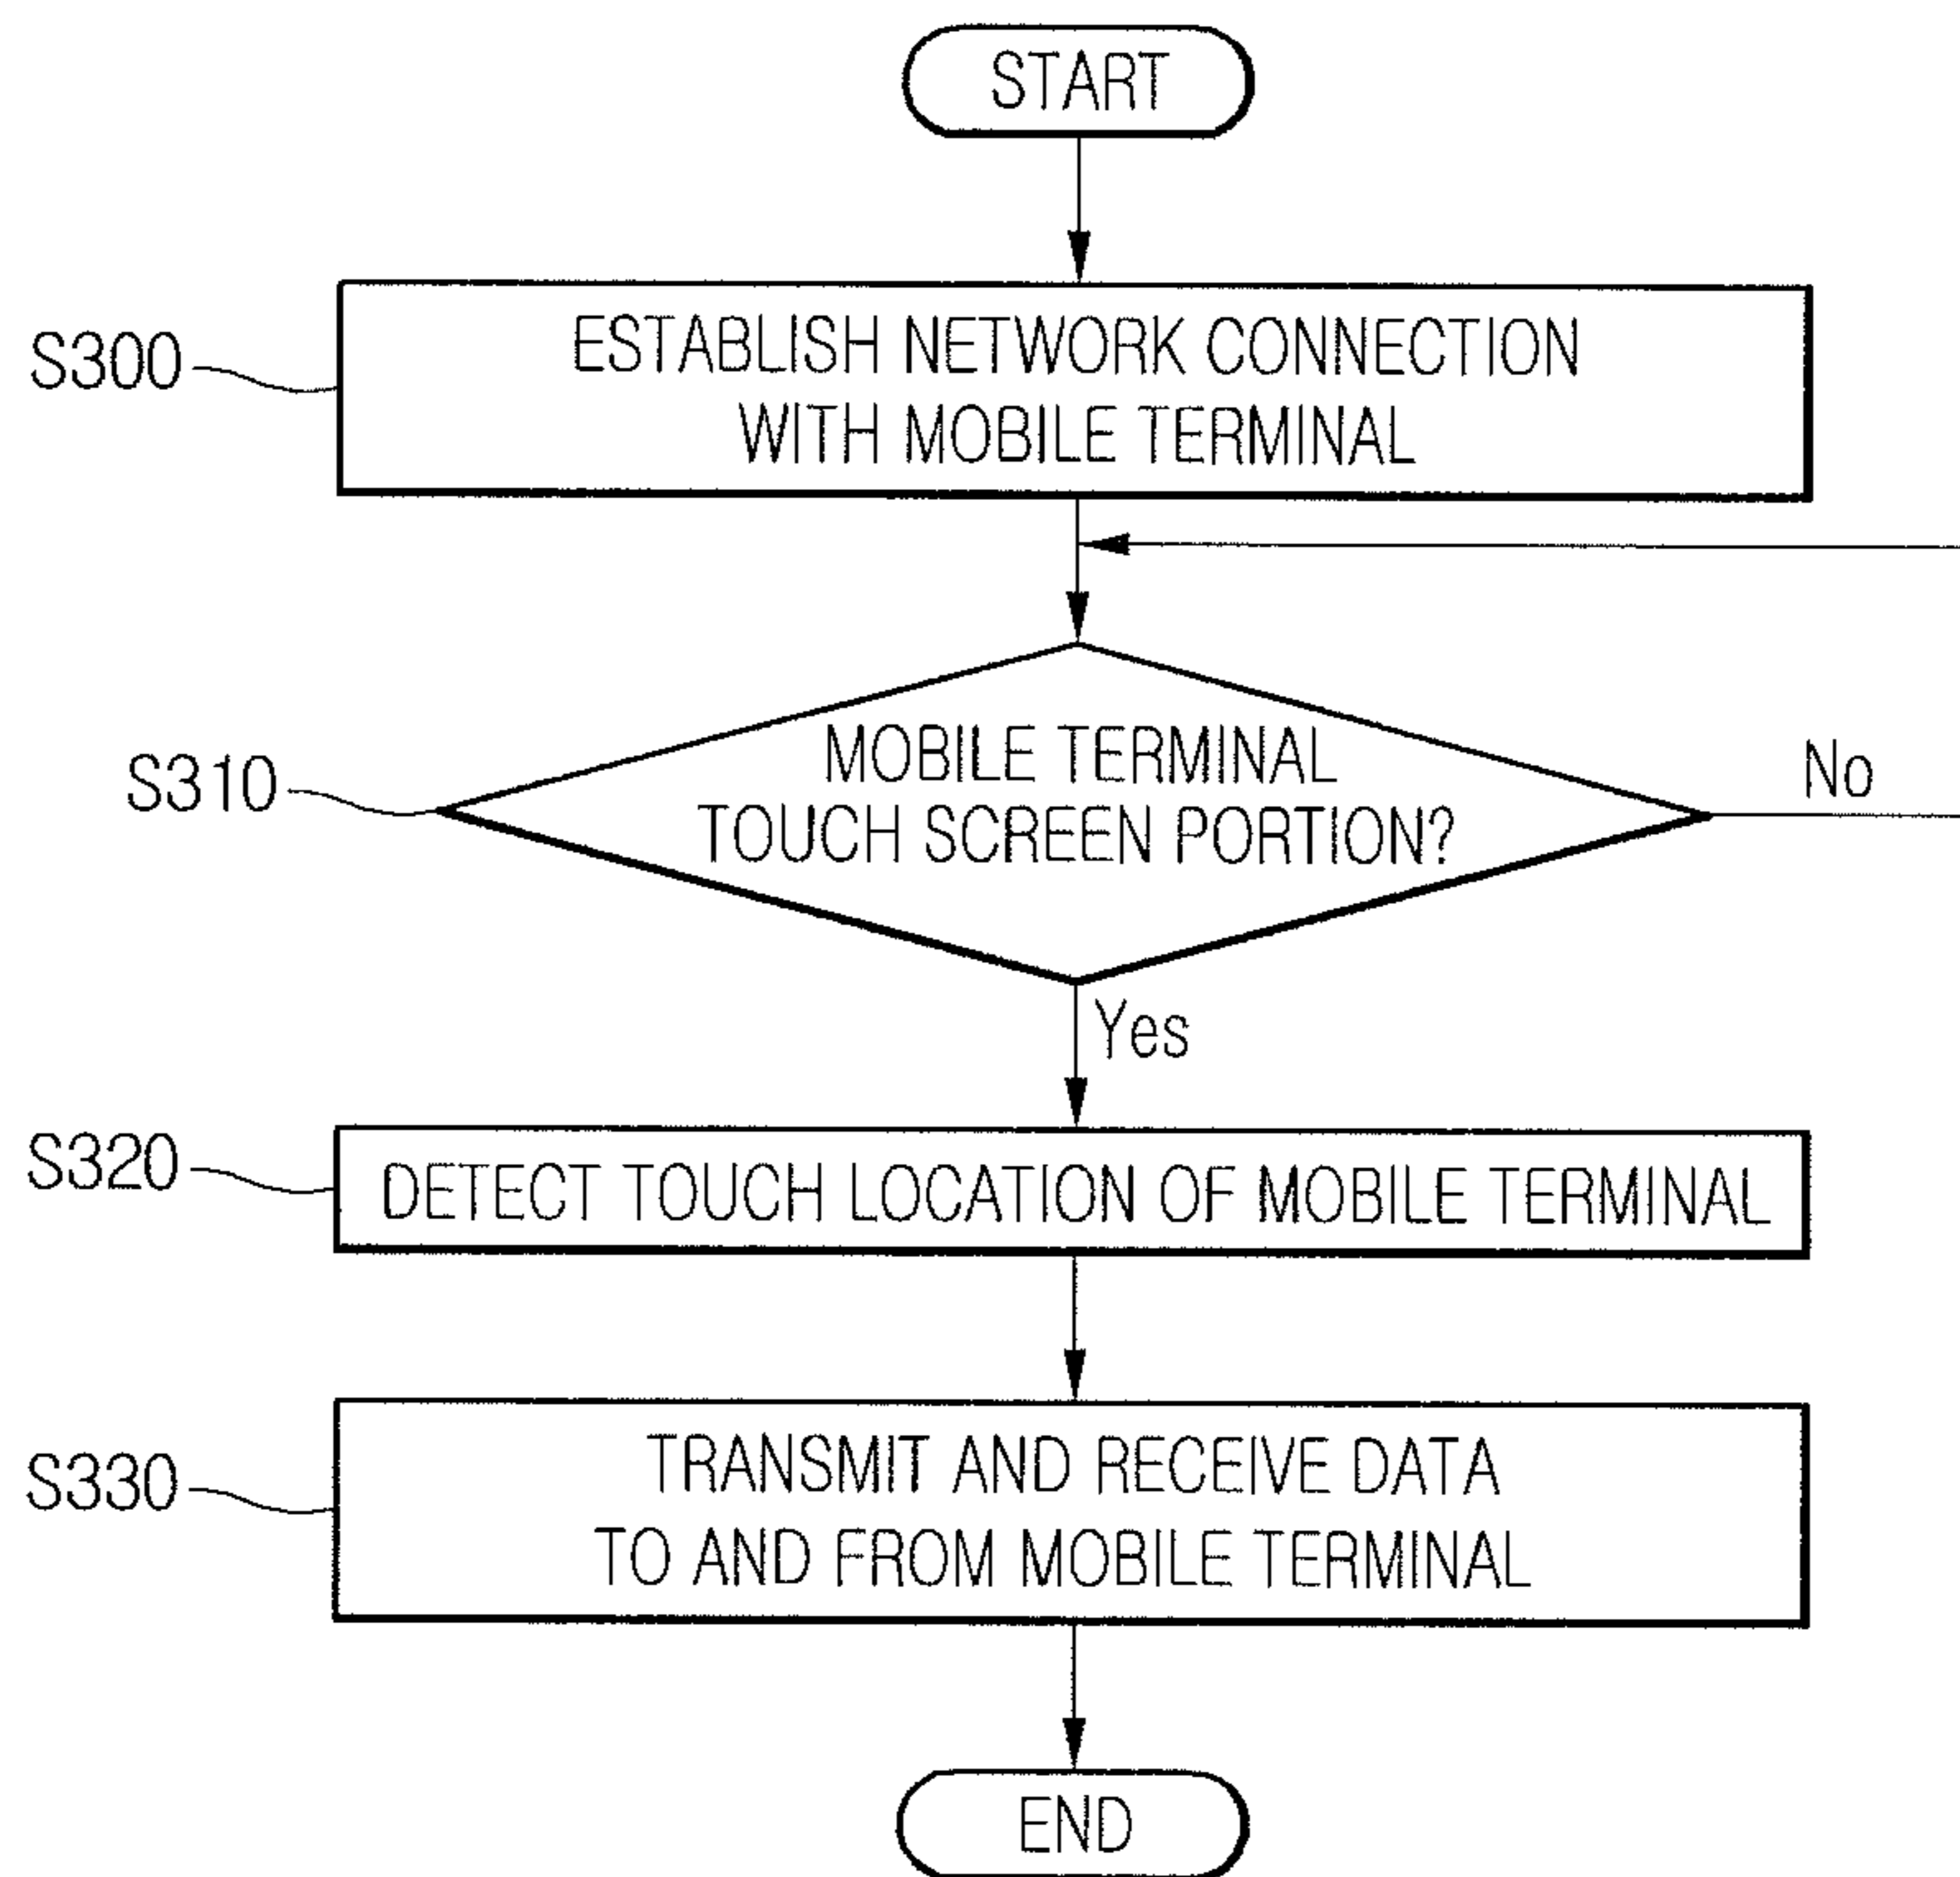 START
S300
ESTABLISH NETWORK CONNECTION
WITH MOBILE TERMINAL
S310
MOBILE TERMINAL
TOUCH SCREEN PORTION?
No
Yes
S320
DETECT TOUCH LOCATION OF MOBILE TERMINAL
S330
TRANSMIT AND RECEIVE DATA
TO AND FROM MOBILE TERMINAL
END